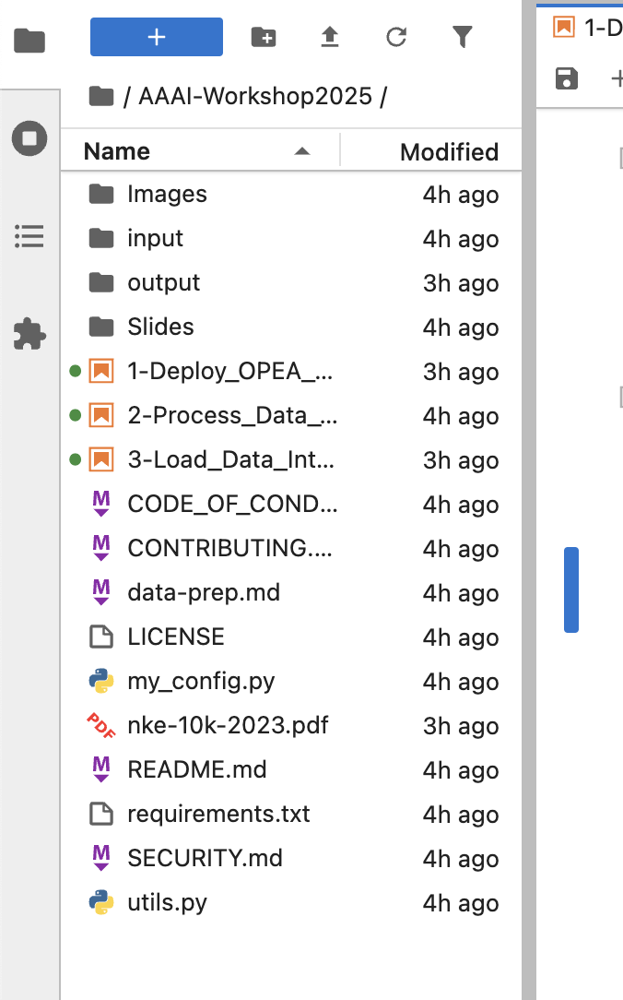 1-D
/ AAAI-Workshop2025 /
Name Modified
Images 4h ago
input 4h ago
output 3h ago
Slides 4h ago
1-Deploy_OPEA_... 3h ago
2-Process_Data_... 4h ago
3-Load_Data_Int... 3h ago
CODE_OF_COND... 4h ago
CONTRIBUTING.... 4h ago
data-prep.md 4h ago
LICENSE 4h ago
my_config.py 4h ago
PDF nke-10k-2023.pdf 3h ago
README.md 4h ago
requirements.txt 4h ago
SECURITY.md 4h ago
utils.py 4h ago